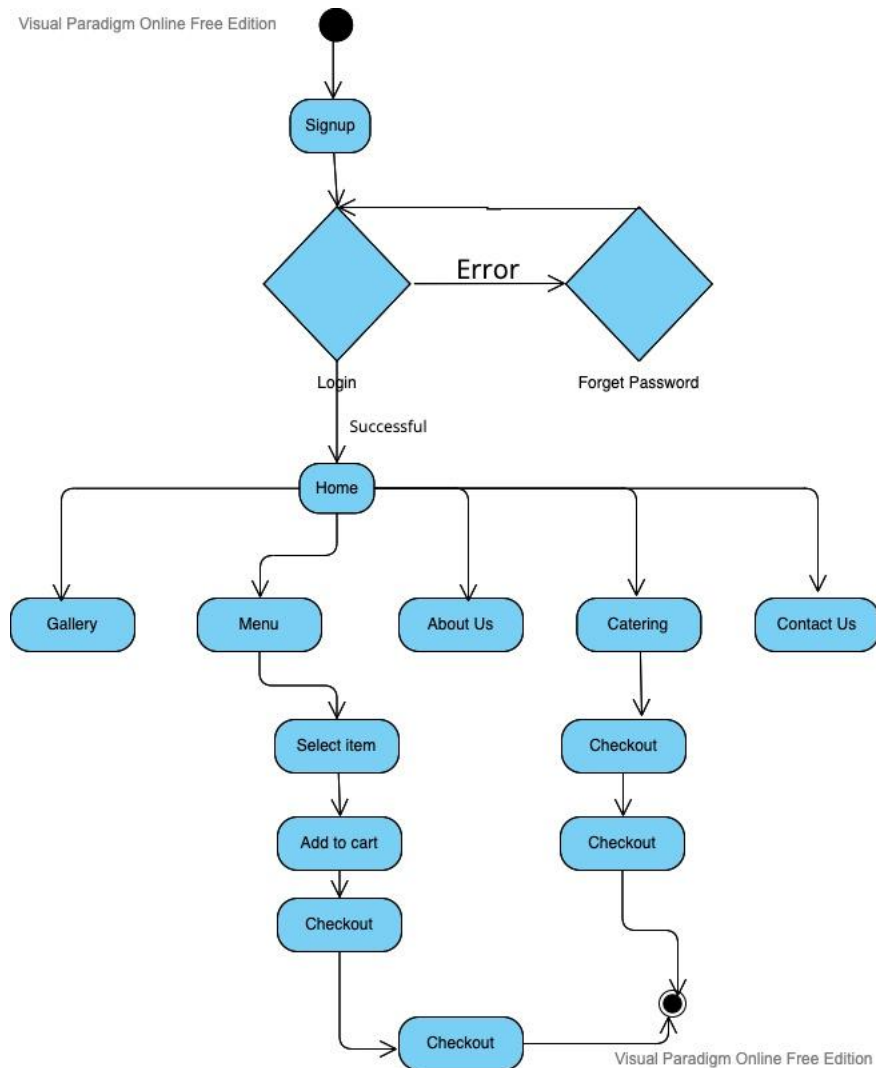 Visual Paradigm Online Free Edition
Signup
Error
Login
Forget Password
Successful
Home
Gallery
Menu
About Us
Catering
Contact Us
Select item
Checkout
Add to cart
Checkout
Checkout
Checkout
Visual Paradigm Online Free Edition